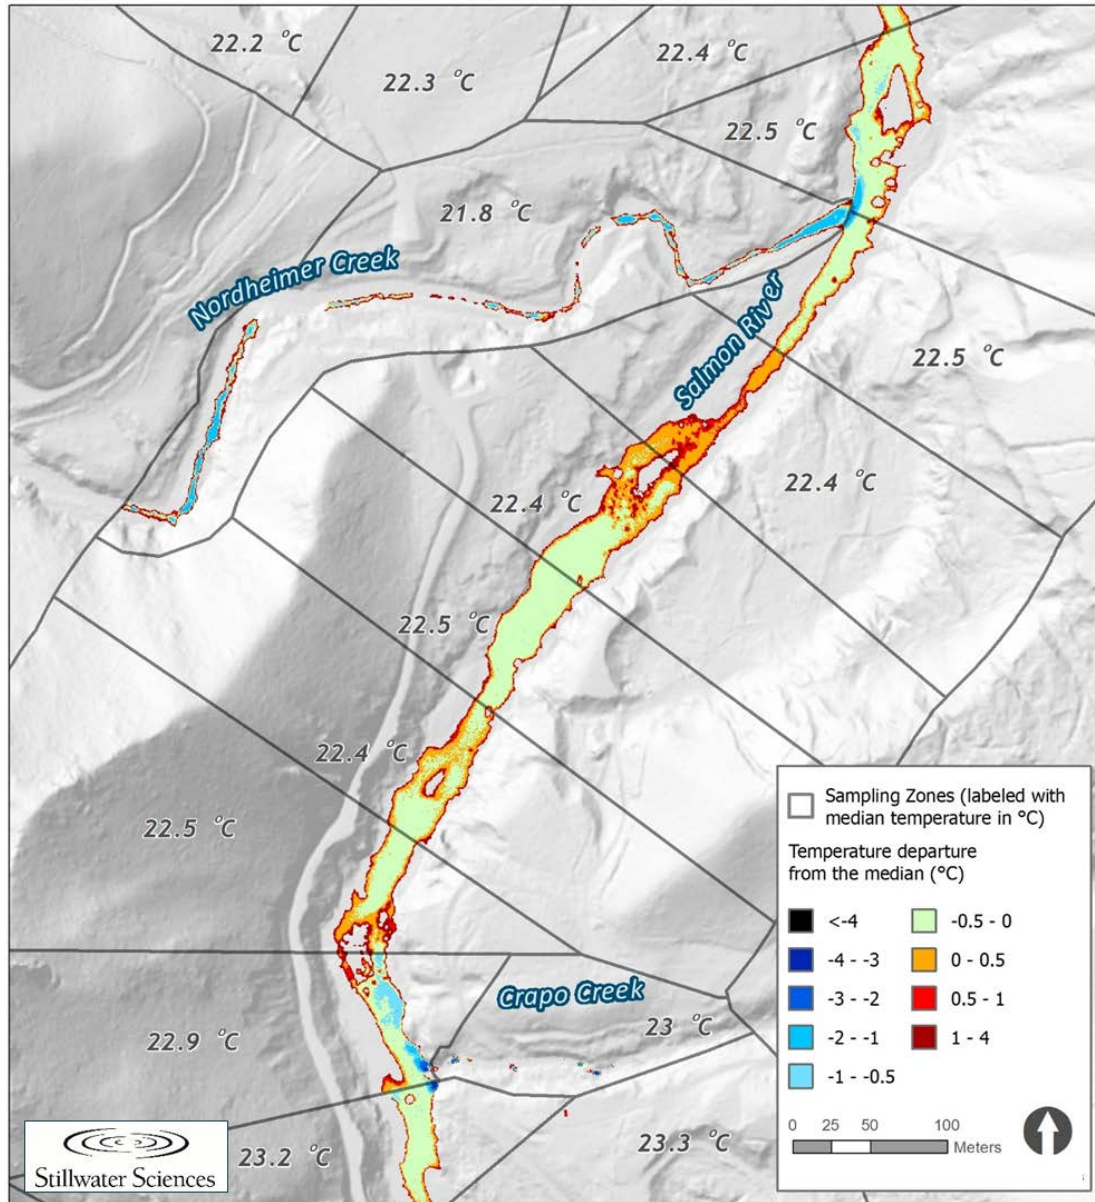 22.2 °C
22.3 °C
22.4 °C
22.5 °C
21.8 °C
Nordheimer Creek
Salmon River
22.5 °C
22.4 °C
22.4 °C
22.5 °C
22.4 °C
22.5 °C
Crapo Creek
23 °C
22.9 °C
23.2 °C
23.3 °C
Sampling Zones (labeled with
median temperature in °C)
Temperature departure
from the median (°C)
<-4
-4 - -3
-3 - -2
-2 - -1
-1 - -0.5
-0.5 - 0
0 - 0.5
0.5 - 1
1 - 4
0 25 50 100
Meters
Stillwater Sciences